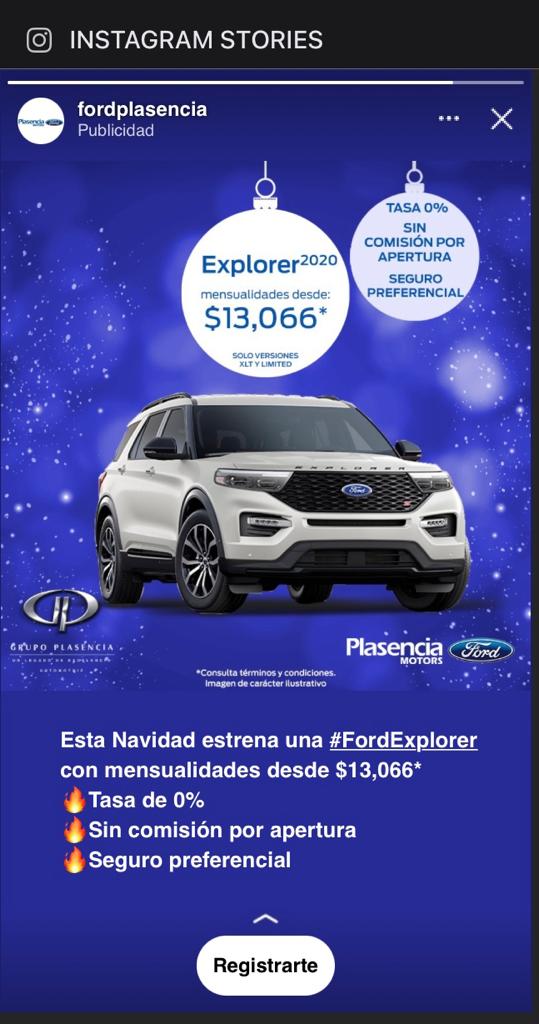 INSTAGRAM STORIES
fordplasencia
Publicidad
Explorer2020
mensualidades desde:
$13,066*
SOLO VERSIONES
XLT Y LIMITED
TASA 0%
SIN
COMISIÓN POR
APERTURA
SEGURO
PREFERENCIAL
EXPLORER
Ford
GRUPO PLASENCIA
Plasencia
MOTORS
Ford
*Consulta términos y condiciones.
Imagen de carácter ilustrativo
Esta Navidad estrena una #FordExplorer
con mensualidades desde $13,066*
🔥Tasa de 0%
🔥Sin comisión por apertura
🔥Seguro preferencial
Registrarte